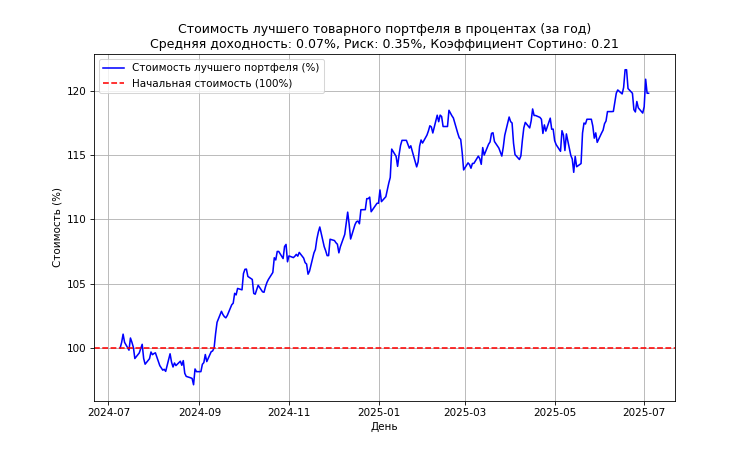 Стоимость лучшего товарного портфеля в процентах (за год)
Средняя доходность: 0.07%, Риск: 0.35%, Коэффициент Сортино: 0.21
Стоимость лучшего портфеля (%)
Начальная стоимость (100%)
Стоимость (%)
120
115
110
105
100
2024-07
2024-09
2024-11
2025-01
2025-03
2025-05
2025-07
День